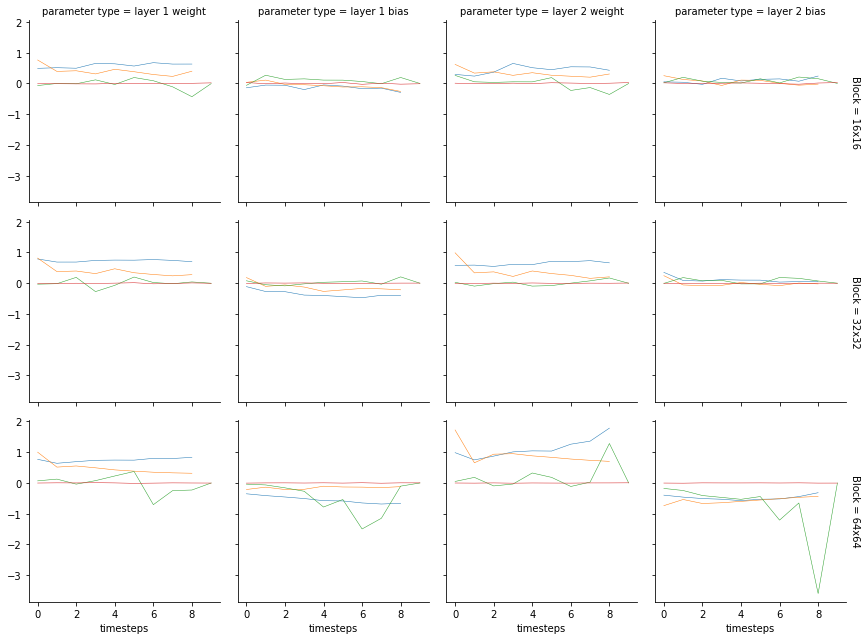 parameter type = layer 1 weight
parameter type = layer 1 bias
parameter type = layer 2 weight
parameter type = layer 2 bias
2
1
0
−1
−2
−3
Block = 16x16
2
1
0
−1
−2
−3
Block = 32x32
2
1
0
−1
−2
−3
Block = 64x64
0 2 4 6 8
0 2 4 6 8
0 2 4 6 8
0 2 4 6 8
timesteps
timesteps
timesteps
timesteps